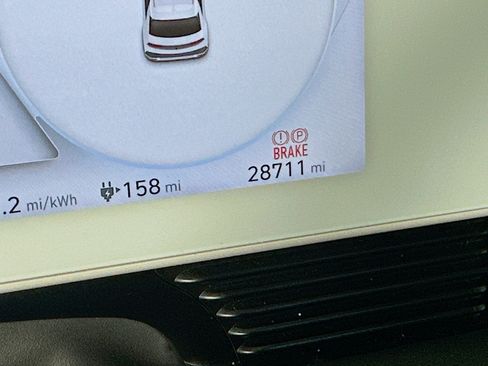 (!) (P)
BRAKE
.2 mi/kWh
158 mi
28711 mi